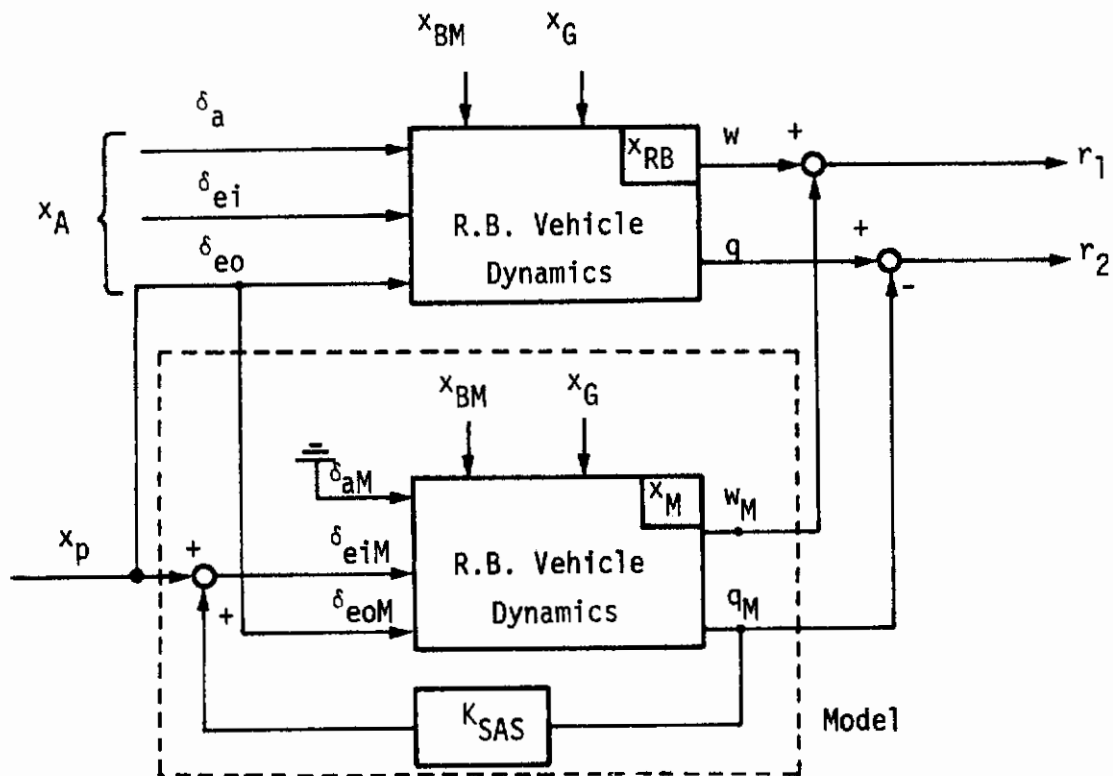 x_BM x_G
δ_a
x_RB
w + r_1
δ_ei
x_A
R.B. Vehicle
Dynamics
δ_eo
q + r_2
-
x_BM x_G
δ_aM
x_M
w_M
x_p + δ_eiM
R.B. Vehicle
Dynamics
+ δ_eoM
q_M
K_SAS
Model